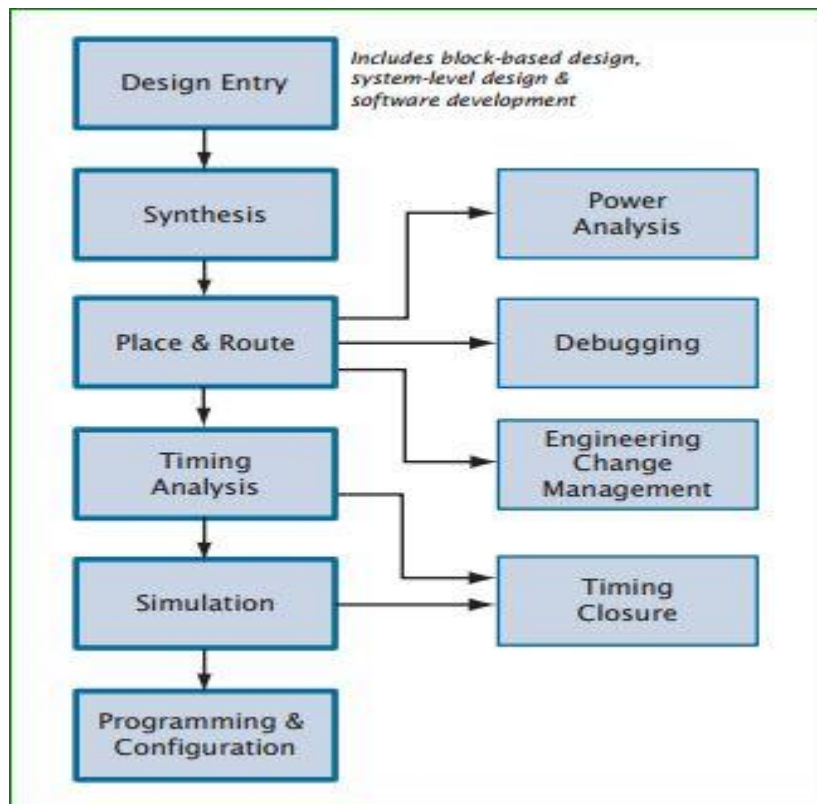 Design Entry
Includes block-based design,
system-level design &
software development
Synthesis
Power
Analysis
Place & Route
Debugging
Timing
Analysis
Engineering
Change
Management
Simulation
Timing
Closure
Programming &
Configuration